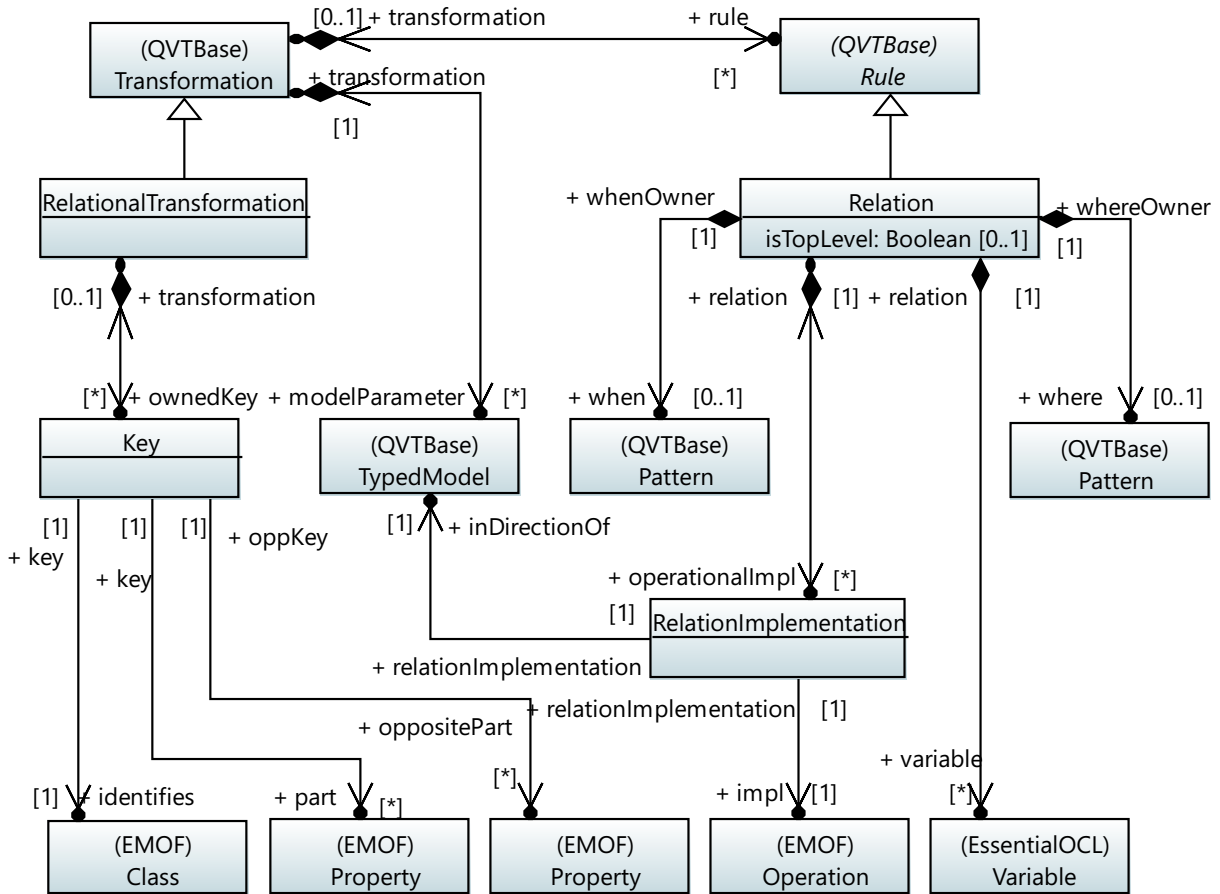 [0..1]
+ transformation
+ rule
(QVTBase)
Transformation
(QVTBase)
Rule
+ transformation
[*]
[1]
RelationalTransformation
+ whenOwner
Relation
+ whereOwner
[1]
isTopLevel: Boolean [0..1]
[1]
[0..1]
+ transformation
+ relation
[1]
+ relation
[1]
[*]
+ ownedKey
+ modelParameter
[*]
+ when
[0..1]
+ where
[0..1]
Key
(QVTBase)
TypedModel
(QVTBase)
Pattern
(QVTBase)
Pattern
[1]
[1]
[1]
+ oppKey
[1]
+ inDirectionOf
+ key
+ key
+ operationalImpl
[*]
[1]
RelationImplementation
+ relationImplementation
+ relationImplementation
[1]
+ oppositePart
+ variable
[1]
+ identifies
+ part
[*]
[*]
+ impl
[1]
[*]
(EMOF)
Class
(EMOF)
Property
(EMOF)
Property
(EMOF)
Operation
(EssentialOCL)
Variable